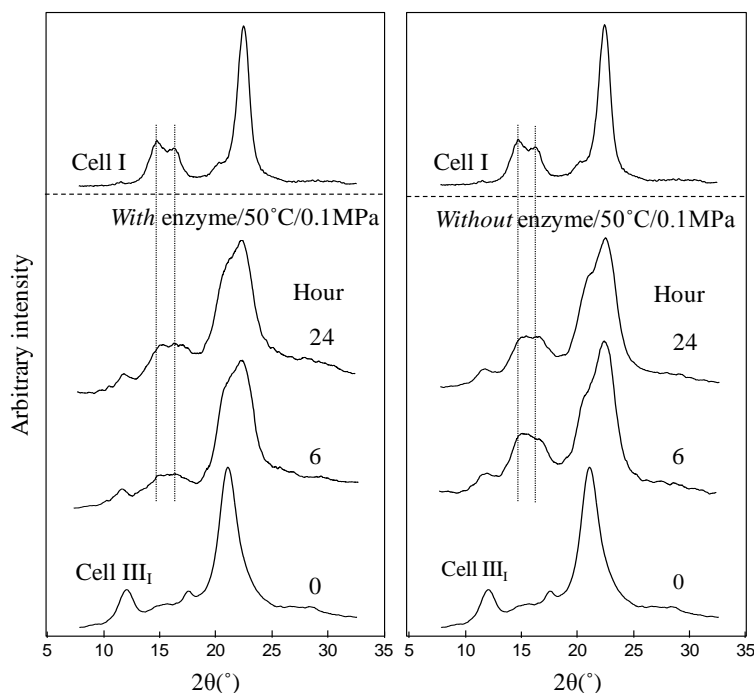 Cell I
With enzyme/50˚C/0.1MPa
Hour
24
6
Cell III_I
0
5 10 15 20 25 30 35
2θ(˚)
Arbitrary intensity
Cell I
Without enzyme/50˚C/0.1MPa
Hour
24
6
Cell III_I
0
5 10 15 20 25 30 35
2θ(˚)